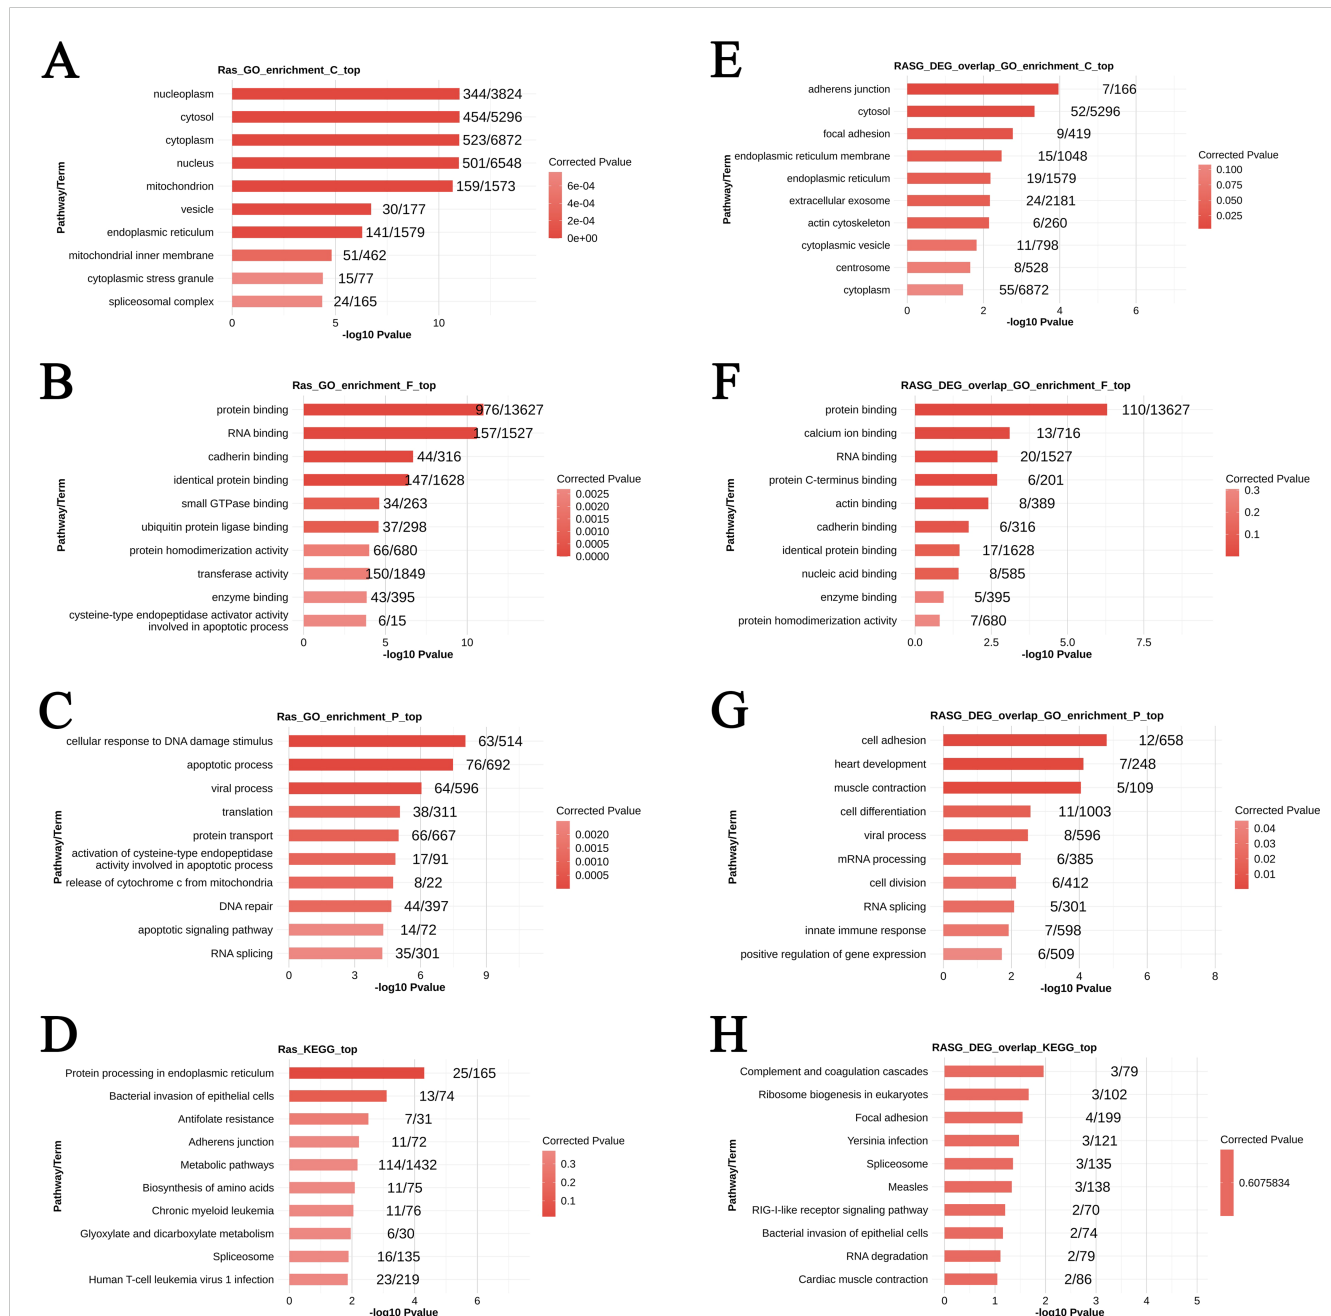 A
Ras_GO_enrichment_C_top
Pathway/Term
nucleoplasm 344/3824
cytosol 454/5296
cytoplasm 523/6872
nucleus 501/6548
mitochondrion 159/1573
vesicle 30/177
endoplasmic reticulum 141/1579
mitochondrial inner membrane 51/462
cytoplasmic stress granule 15/77
spliceosomal complex 24/165
0 5 10
-log10 Pvalue
Corrected Pvalue
6e-04
4e-04
2e-04
0e+00
E
RASG_DEG_overlap_GO_enrichment_C_top
Pathway/Term
adherens junction 7/166
cytosol 52/5296
focal adhesion 9/419
endoplasmic reticulum membrane 15/1048
endoplasmic reticulum 19/1579
extracellular exosome 24/2181
actin cytoskeleton 6/260
cytoplasmic vesicle 11/798
centrosome 8/528
cytoplasm 55/6872
0 2 4 6
-log10 Pvalue
Corrected Pvalue
0.100
0.075
0.050
0.025
B
Ras_GO_enrichment_F_top
Pathway/Term
protein binding 976/13627
RNA binding 157/1527
cadherin binding 44/316
identical protein binding 147/1628
small GTPase binding 34/263
ubiquitin protein ligase binding 37/298
protein homodimerization activity 66/680
transferase activity 150/1849
enzyme binding 43/395
cysteine-type endopeptidase activator activity
involved in apoptotic process 6/15
0 5 10
-log10 Pvalue
Corrected Pvalue
0.0025
0.0020
0.0015
0.0010
0.0005
0.0000
F
RASG_DEG_overlap_GO_enrichment_F_top
Pathway/Term
protein binding 110/13627
calcium ion binding 13/716
RNA binding 20/1527
protein C-terminus binding 6/201
actin binding 8/389
cadherin binding 6/316
identical protein binding 17/1628
nucleic acid binding 8/585
enzyme binding 5/395
protein homodimerization activity 7/680
0.0 2.5 5.0 7.5
-log10 Pvalue
Corrected Pvalue
0.3
0.2
0.1
C
Ras_GO_enrichment_P_top
Pathway/Term
cellular response to DNA damage stimulus 63/514
apoptotic process 76/692
viral process 64/596
translation 38/311
protein transport 66/667
activation of cysteine-type endopeptidase
activity involved in apoptotic process 17/91
release of cytochrome c from mitochondria 8/22
DNA repair 44/397
apoptotic signaling pathway 14/72
RNA splicing 35/301
0 3 6 9
-log10 Pvalue
Corrected Pvalue
0.0020
0.0015
0.0010
0.0005
G
RASG_DEG_overlap_GO_enrichment_P_top
Pathway/Term
cell adhesion 12/658
heart development 7/248
muscle contraction 5/109
cell differentiation 11/1003
viral process 8/596
mRNA processing 6/385
cell division 6/412
RNA splicing 5/301
innate immune response 7/598
positive regulation of gene expression 6/509
0 2 4 6 8
-log10 Pvalue
Corrected Pvalue
0.04
0.03
0.02
0.01
D
Ras_KEGG_top
Pathway/Term
Protein processing in endoplasmic reticulum 25/165
Bacterial invasion of epithelial cells 13/74
Antifolate resistance 7/31
Adherens junction 11/72
Metabolic pathways 114/1432
Biosynthesis of amino acids 11/75
Chronic myeloid leukemia 11/76
Glyoxylate and dicarboxylate metabolism 6/30
Spliceosome 16/135
Human T-cell leukemia virus 1 infection 23/219
0 2 4 6
-log10 Pvalue
Corrected Pvalue
0.3
0.2
0.1
H
RASG_DEG_overlap_KEGG_top
Pathway/Term
Complement and coagulation cascades 3/79
Ribosome biogenesis in eukaryotes 3/102
Focal adhesion 4/199
Yersinia infection 3/121
Spliceosome 3/135
Measles 3/138
RIG-I-like receptor signaling pathway 2/70
Bacterial invasion of epithelial cells 2/74
RNA degradation 2/79
Cardiac muscle contraction 2/86
0 1 2 3 4 5
-log10 Pvalue
Corrected Pvalue
0.6075834